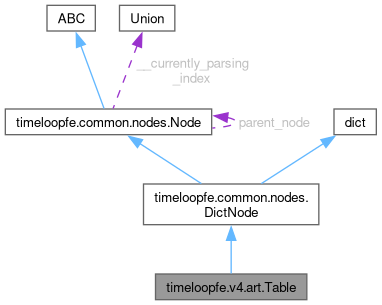 ABC
Union
__currently_parsing
_index
timeloopfe.common.nodes.Node
parent_node
dict
timeloopfe.common.nodes.
DictNode
timeloopfe.v4.art.Table